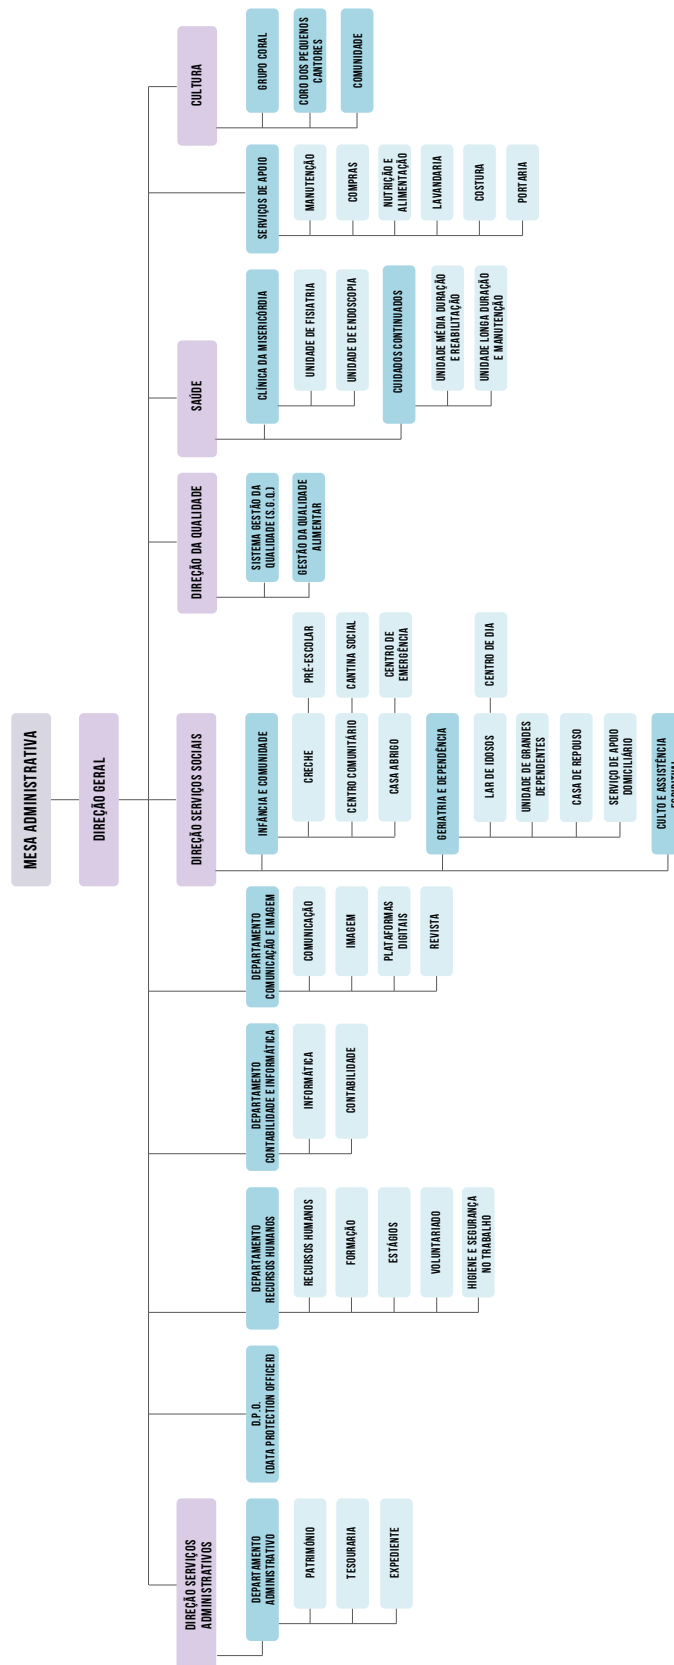 MESA ADMINISTRATIVA
DIREÇÃO GERAL
DIREÇÃO SERVIÇOS
ADMINISTRATIVOS
DEPARTAMENTO
ADMINISTRATIVO
PATRIMÓNIO
TESOURARIA
EXPEDIENTE
D.P.O.
(DATA PROTECTION OFFICER)
DEPARTAMENTO
RECURSOS HUMANOS
RECURSOS HUMANOS
FORMAÇÃO
ESTÁGIOS
VOLUNTARIADO
HIGIENE E SEGURANÇA
NO TRABALHO
DEPARTAMENTO
CONTABILIDADE E INFORMÁTICA
INFORMÁTICA
CONTABILIDADE
DEPARTAMENTO
COMUNICAÇÃO E IMAGEM
COMUNICAÇÃO
IMAGEM
PLATAFORMAS
DIGITAIS
REVISTA
DIREÇÃO SERVIÇOS SOCIAIS
INFÂNCIA E COMUNIDADE
CRECHE
PRÉ-ESCOLAR
CENTRO COMUNITÁRIO
CANTINA SOCIAL
CASA ABRIGO
CENTRO DE
EMERGÊNCIA
GERIATRIA E DEPENDÊNCIA
LAR DE IDOSOS
CENTRO DE DIA
UNIDADE DE GRANDES
DEPENDENTES
CASA DE REPOUSO
SERVIÇO DE APOIO
DOMICILIÁRIO
CULTO E ASSISTÊNCIA
DIREÇÃO DA QUALIDADE
SISTEMA GESTÃO DA
QUALIDADE (S.G.Q.)
GESTÃO DA QUALIDADE
ALIMENTAR
SAÚDE
CLÍNICA DA MISERICÓRDIA
UNIDADE DE FISIATRIA
UNIDADE DE ENDOSCOPIA
CUIDADOS CONTINUADOS
UNIDADE MÉDIA DURAÇÃO
E REABILITAÇÃO
UNIDADE LONGA DURAÇÃO
E MANUTENÇÃO
SERVIÇOS DE APOIO
MANUTENÇÃO
COMPRAS
NUTRIÇÃO E
ALIMENTAÇÃO
LAVANDARIA
COSTURA
PORTARIA
CULTURA
GRUPO CORAL
CORO DOS PEQUENOS
CANTORES
COMUNIDADE